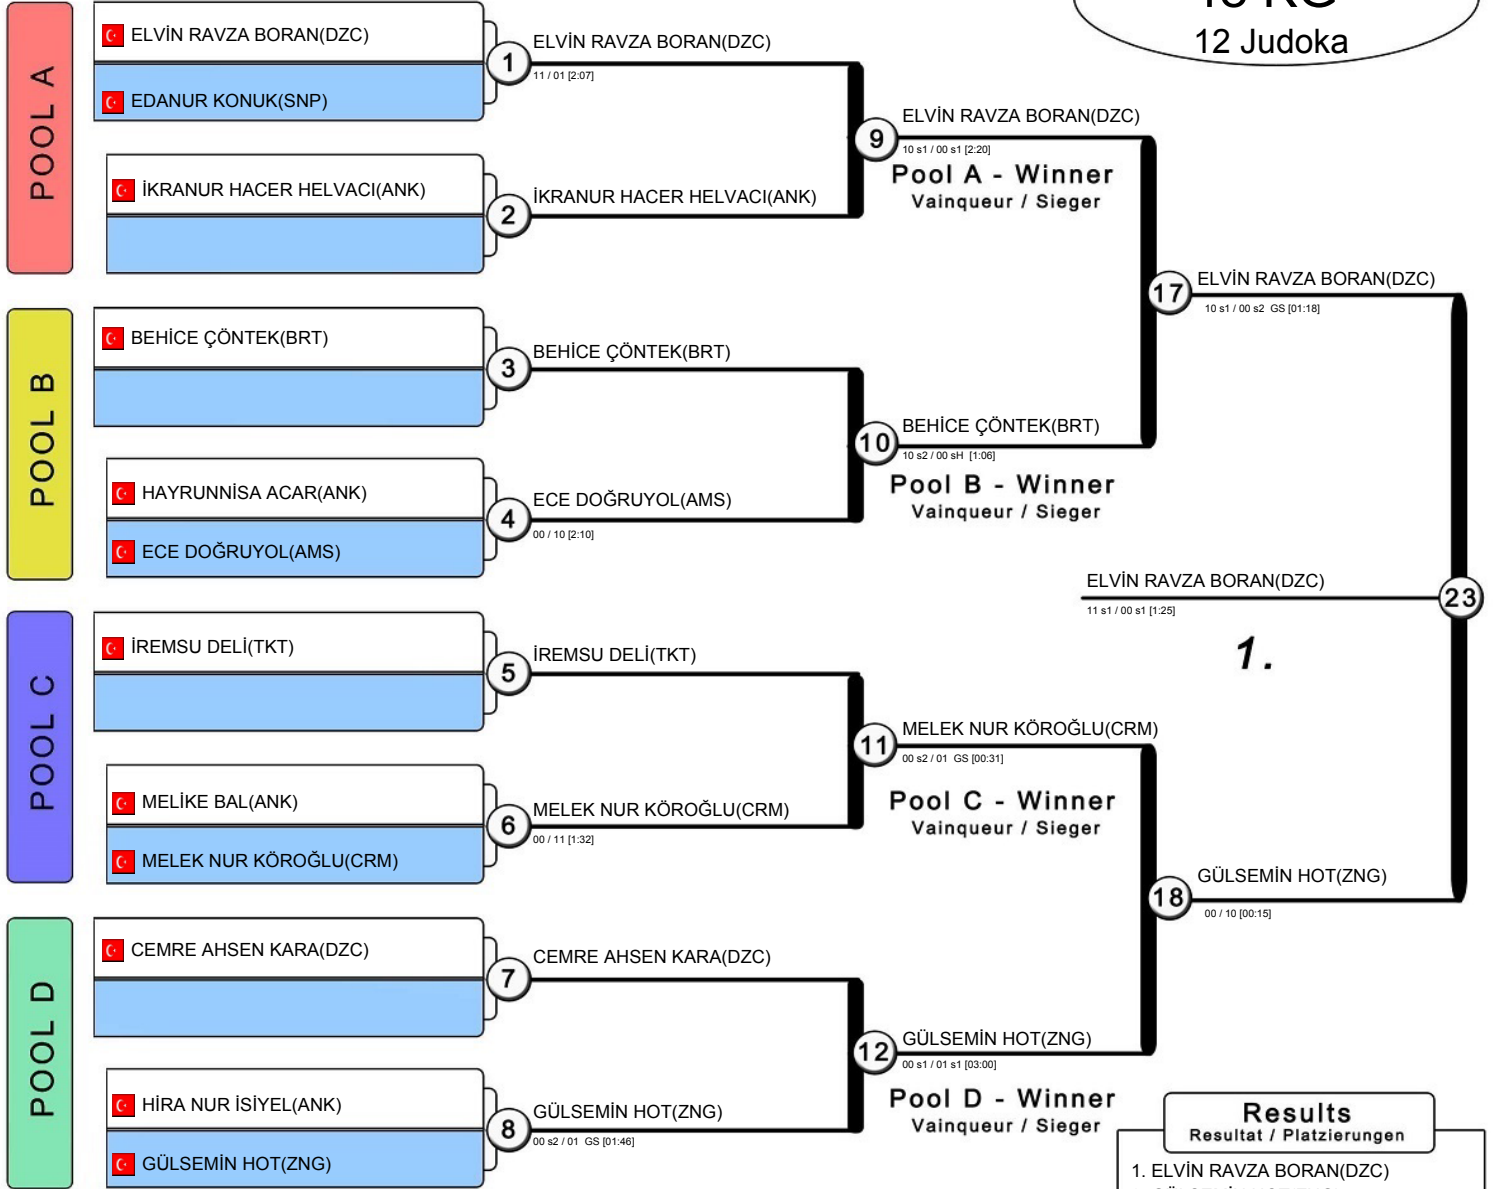 12 Judoka
POOL A
ELVİN RAVZA BORAN(DZC)
EDANUR KONUK(SNP)
1
ELVİN RAVZA BORAN(DZC)
11 / 01 [2:07]
İKRANUR HACER HELVACI(ANK)
2
İKRANUR HACER HELVACI(ANK)
9
ELVİN RAVZA BORAN(DZC)
10 s1 / 00 s1 [2:20]
Pool A - Winner
Vainqueur / Sieger
POOL B
BEHİCE ÇÖNTEK(BRT)
3
BEHİCE ÇÖNTEK(BRT)
HAYRUNNİSA ACAR(ANK)
ECE DOĞRUYOL(AMS)
4
ECE DOĞRUYOL(AMS)
00 / 10 [2:10]
10
BEHİCE ÇÖNTEK(BRT)
10 s2 / 00 sH [1:06]
Pool B - Winner
Vainqueur / Sieger
17
ELVİN RAVZA BORAN(DZC)
10 s1 / 00 s2 GS [01:18]
POOL C
İREMSU DELİ(TKT)
5
İREMSU DELİ(TKT)
MELİKE BAL(ANK)
MELEK NUR KÖROĞLU(CRM)
6
MELEK NUR KÖROĞLU(CRM)
00 / 11 [1:32]
11
MELEK NUR KÖROĞLU(CRM)
00 s2 / 01 GS [00:31]
Pool C - Winner
Vainqueur / Sieger
POOL D
CEMRE AHSEN KARA(DZC)
7
CEMRE AHSEN KARA(DZC)
HİRA NUR İSİYEL(ANK)
GÜLSEMİN HOT(ZNG)
8
GÜLSEMİN HOT(ZNG)
00 s2 / 01 GS [01:46]
12
GÜLSEMİN HOT(ZNG)
00 s1 / 01 s1 [03:00]
Pool D - Winner
Vainqueur / Sieger
18
GÜLSEMİN HOT(ZNG)
00 / 10 [00:15]
23
ELVİN RAVZA BORAN(DZC)
11 s1 / 00 s1 [1:25]
1.
Results
Resultat / Platzierungen
1. ELVİN RAVZA BORAN(DZC)